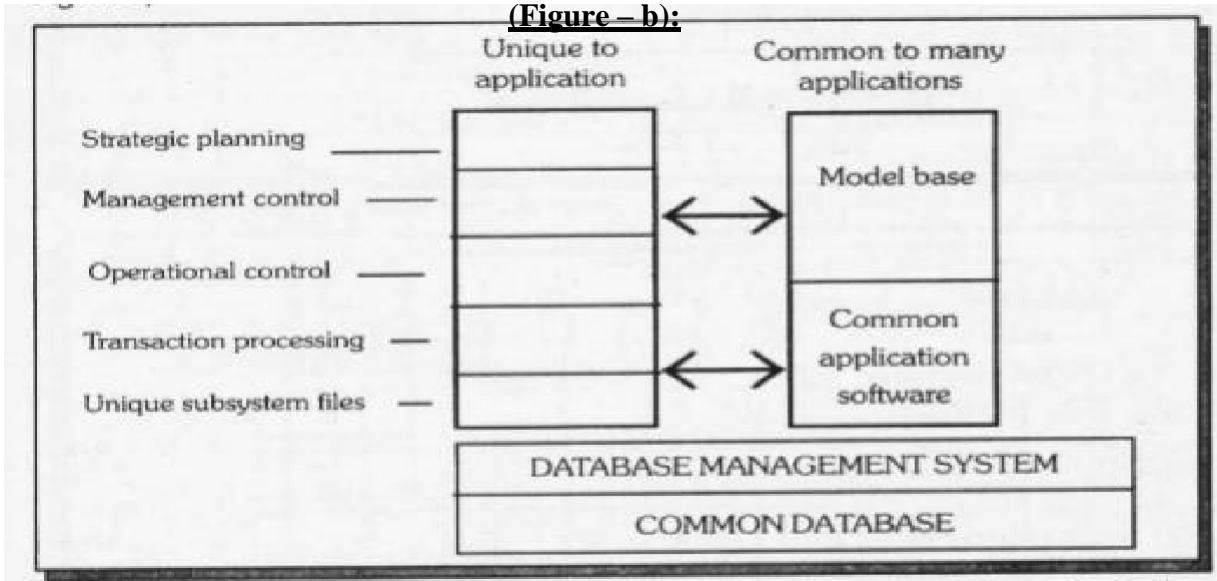 (Figure – b):
Unique to
application
Common to many
applications
Strategic planning
Management control
Operational control
Transaction processing
Unique subsystem files
Model base
Common
application
software
DATABASE MANAGEMENT SYSTEM
COMMON DATABASE